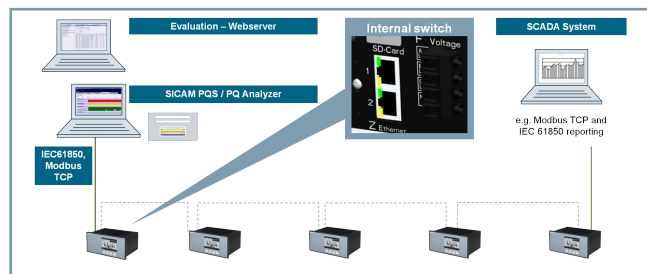 Evaluation – Webserver
Internal switch
SCADA System
SD-Card
F Voltage
A
1
2
Z Ethernet
SICAM PQS / PQ Analyzer
e.g. Modbus TCP and
IEC 61850 reporting
IEC61850,
Modbus
TCP